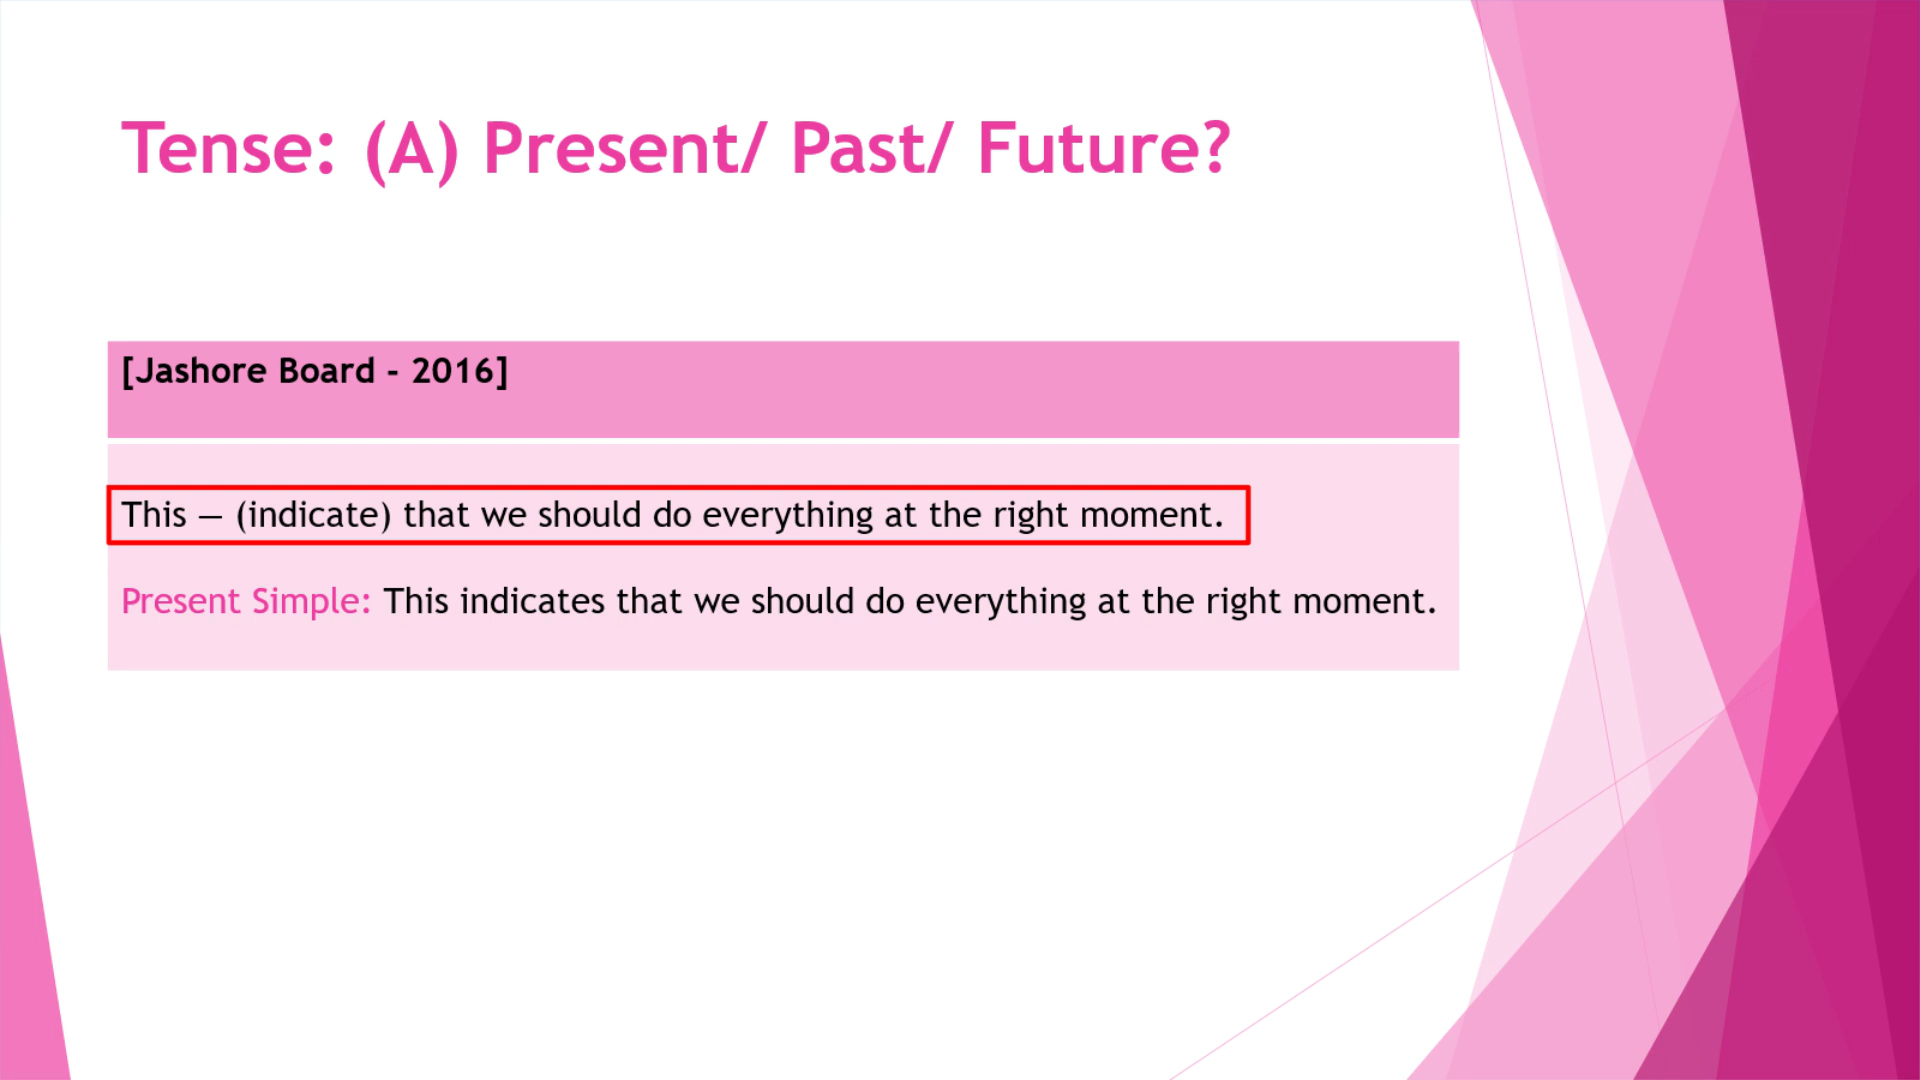 Tense: (A) Present/ Past/ Future?
[Jashore Board - 2016]
This — (indicate) that we should do everything at the right moment.
Present Simple: This indicates that we should do everything at the right moment.